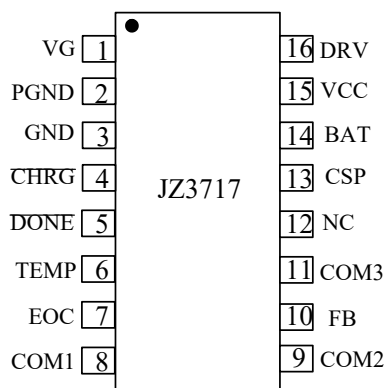 VG 1 16 DRV
PGND 2 15 VCC
GND 3 14 BAT
CHRG 4 13 CSP
JZ3717
DONE 5 12 NC
TEMP 6 11 COM3
EOC 7 10 FB
COM1 8 9 COM2